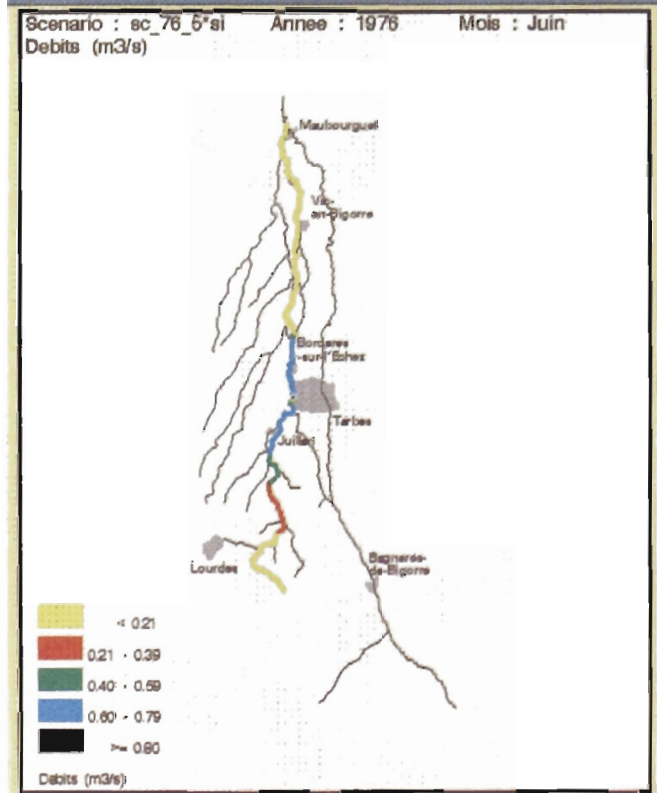 Scenario : sc_76_5*si Annee : 1976 Mois : Juin
Debits (m3/s)
Maubourguet
Vic-
en-Bigorre
Borderes
-sur-l'Echez
Tarbes
Juillan
Lourdes
Bagneres-
de-Bigorre
< 0.21
0.21 - 0.39
0.40 - 0.59
0.60 - 0.79
>= 0.80
Debits (m3/s)